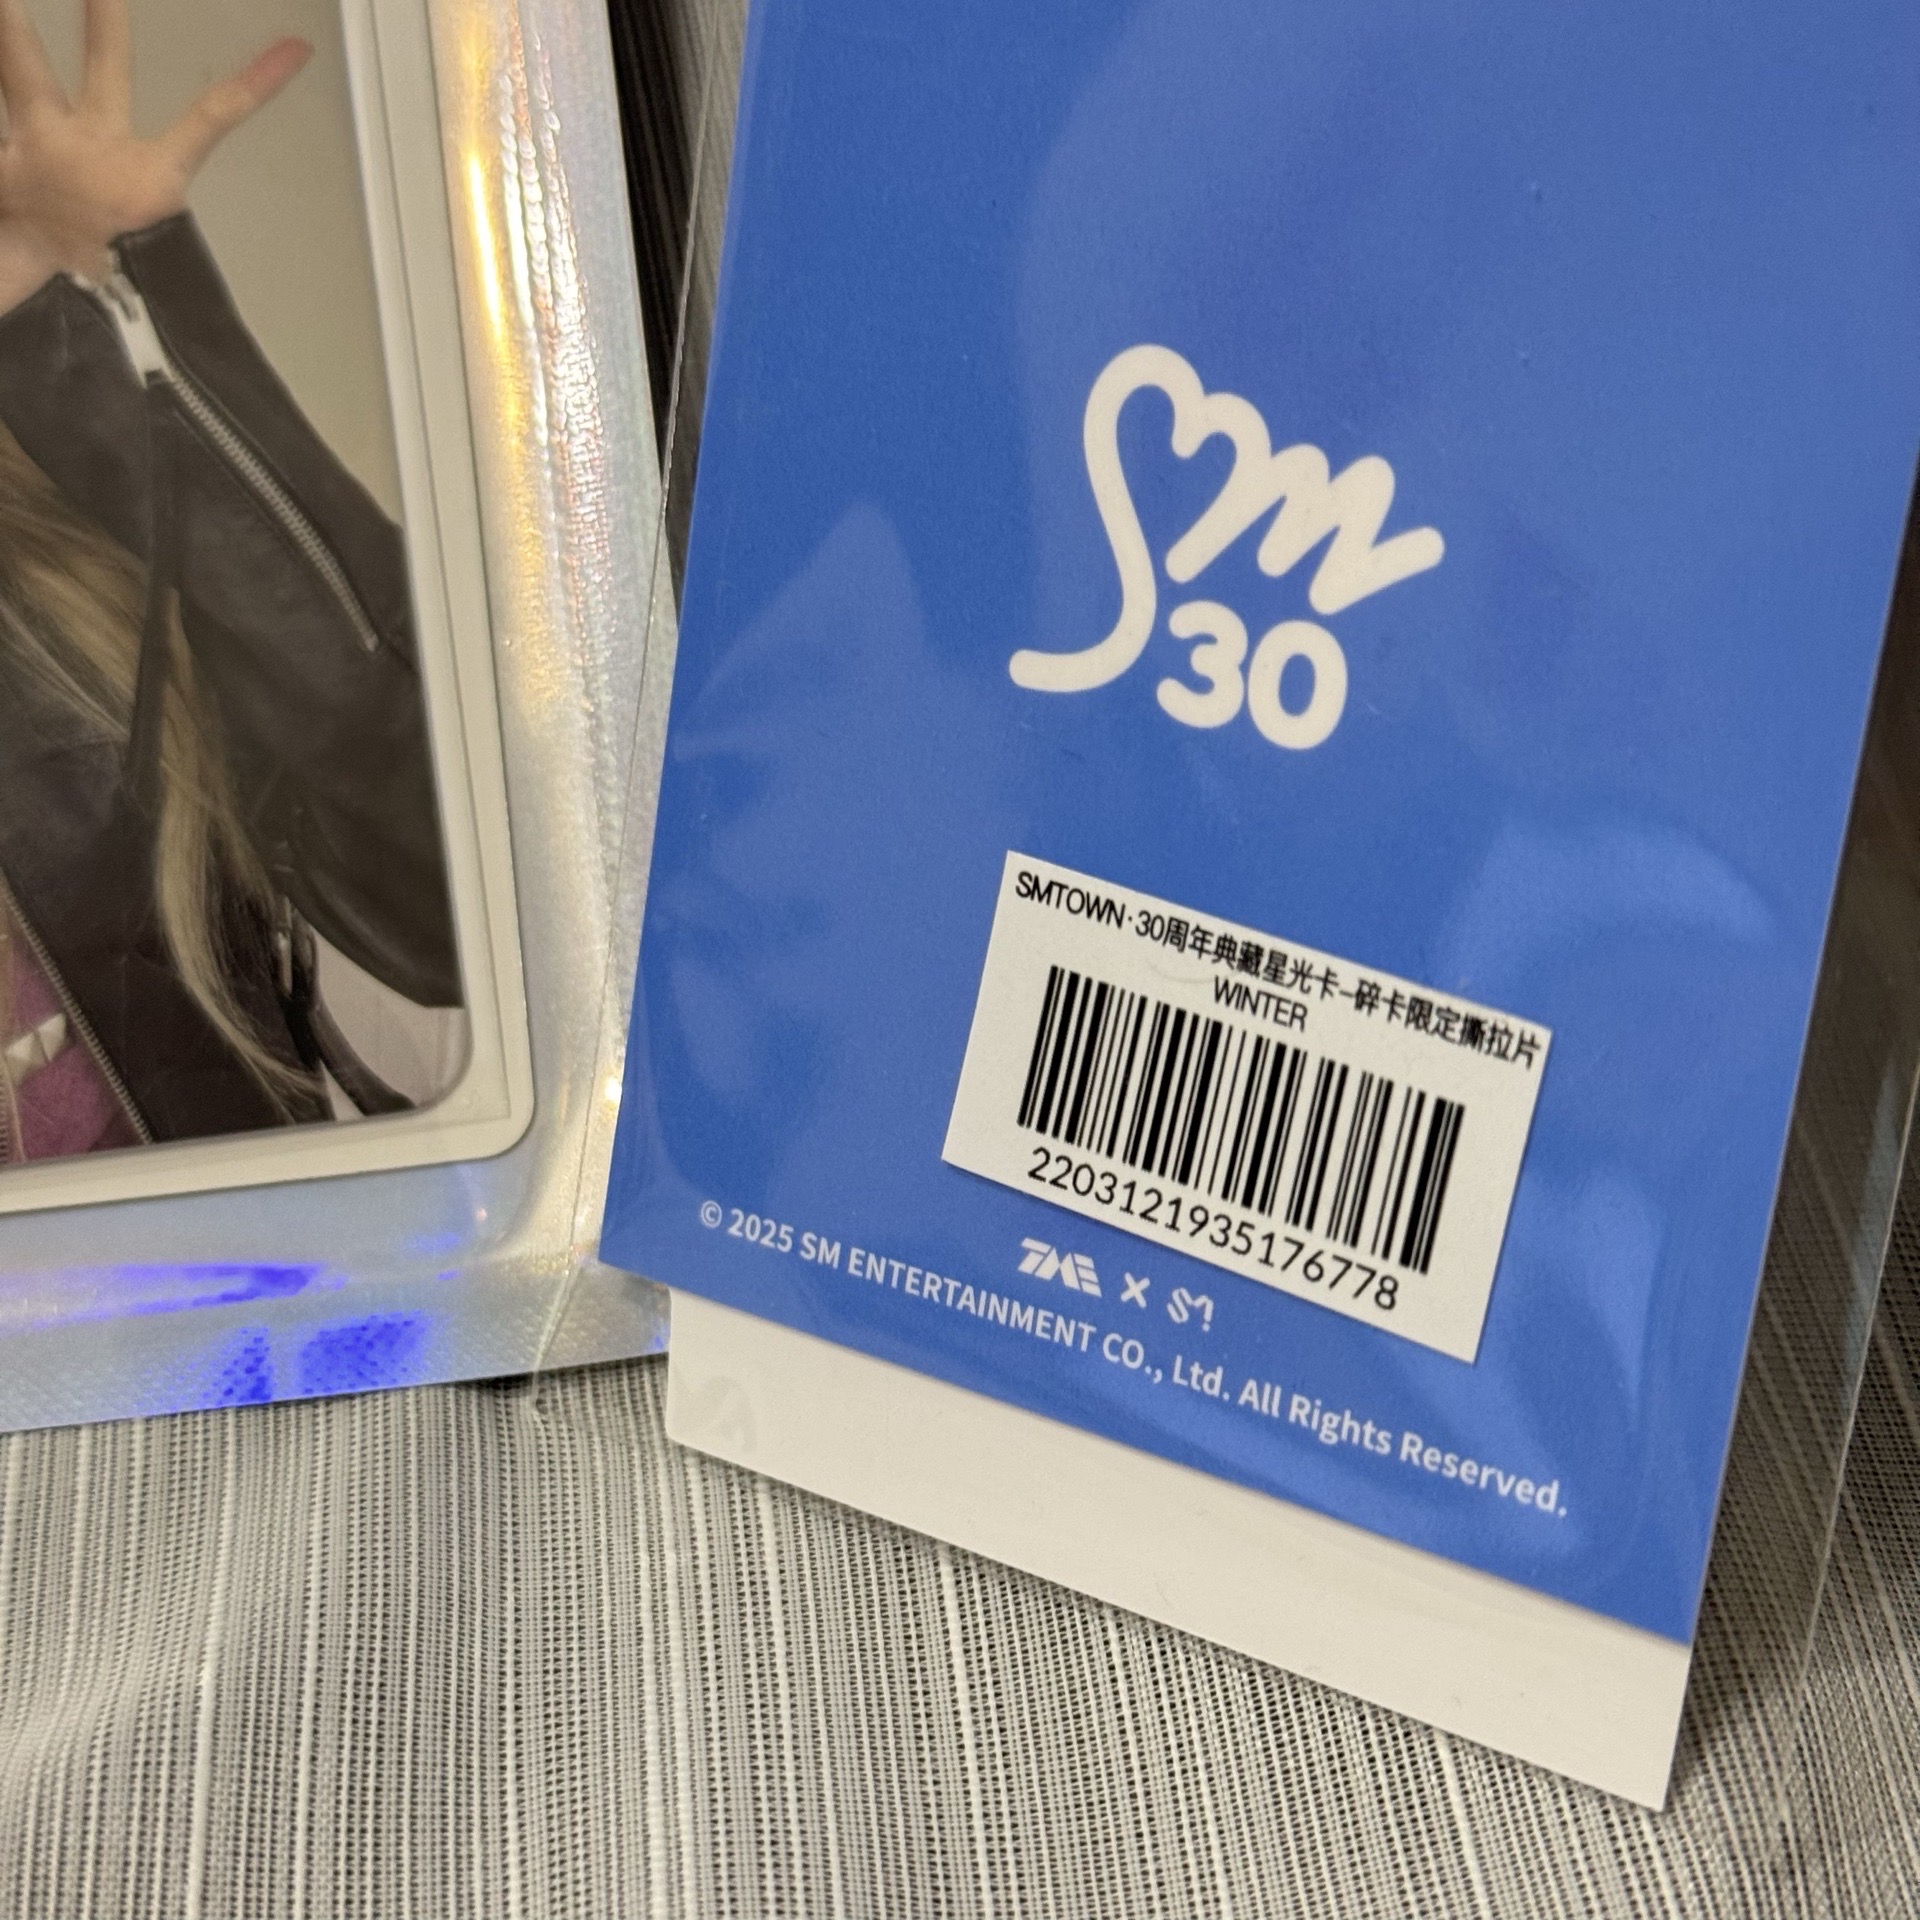 SM
30
SMTOWN·30周年典藏星光卡-碎卡限定撕拉片
WINTER
2203121935176778
TME × SM
© 2025 SM ENTERTAINMENT CO., Ltd. All Rights Reserved.